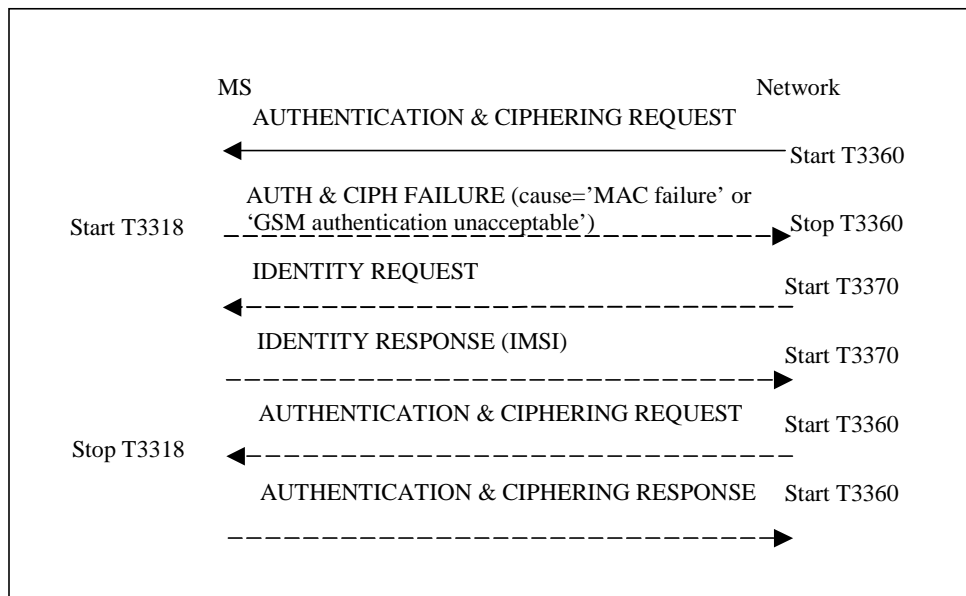 MS Network
AUTHENTICATION & CIPHERING REQUEST
Start T3360
AUTH & CIPH FAILURE (cause=’MAC failure’ or
‘GSM authentication unacceptable’)
Start T3318
Stop T3360
IDENTITY REQUEST
Start T3370
IDENTITY RESPONSE (IMSI)
Start T3370
AUTHENTICATION & CIPHERING REQUEST
Start T3360
Stop T3318
AUTHENTICATION & CIPHERING RESPONSE
Start T3360